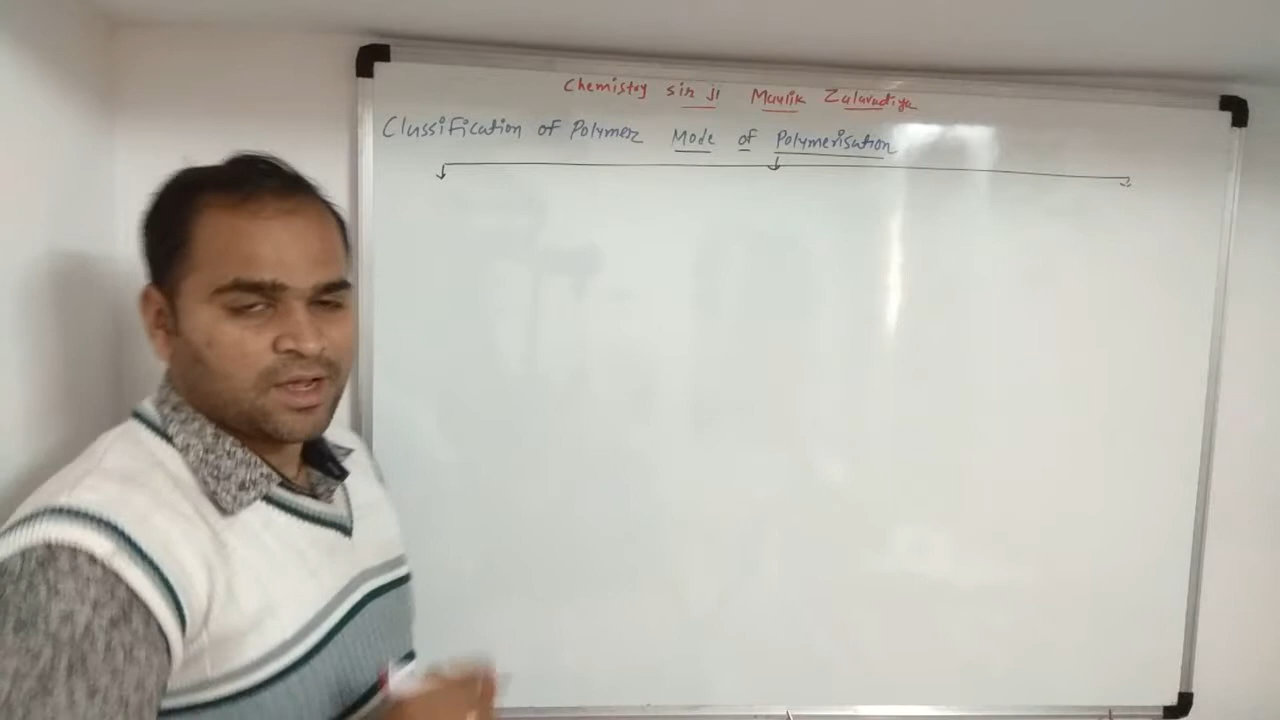 Chemistry sir ji Maulik Zalavadiya
Classification of Polymer Mode of Polymerisation